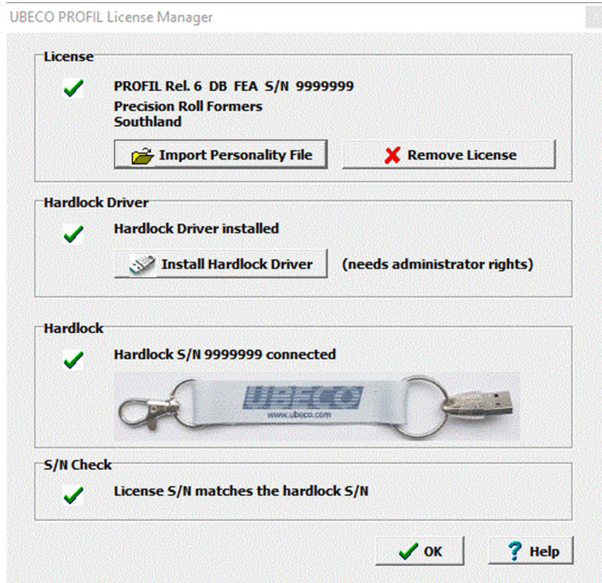 UBECO PROFIL License Manager
License
PROFIL Rel. 6 DB FEA S/N 9999999
Precision Roll Formers
Southland
Import Personality File
Remove License
Hardlock Driver
Hardlock Driver installed
Install Hardlock Driver
(needs administrator rights)
Hardlock
Hardlock S/N 9999999 connected
UBECO
www.ubeco.com
S/N Check
License S/N matches the hardlock S/N
OK
Help